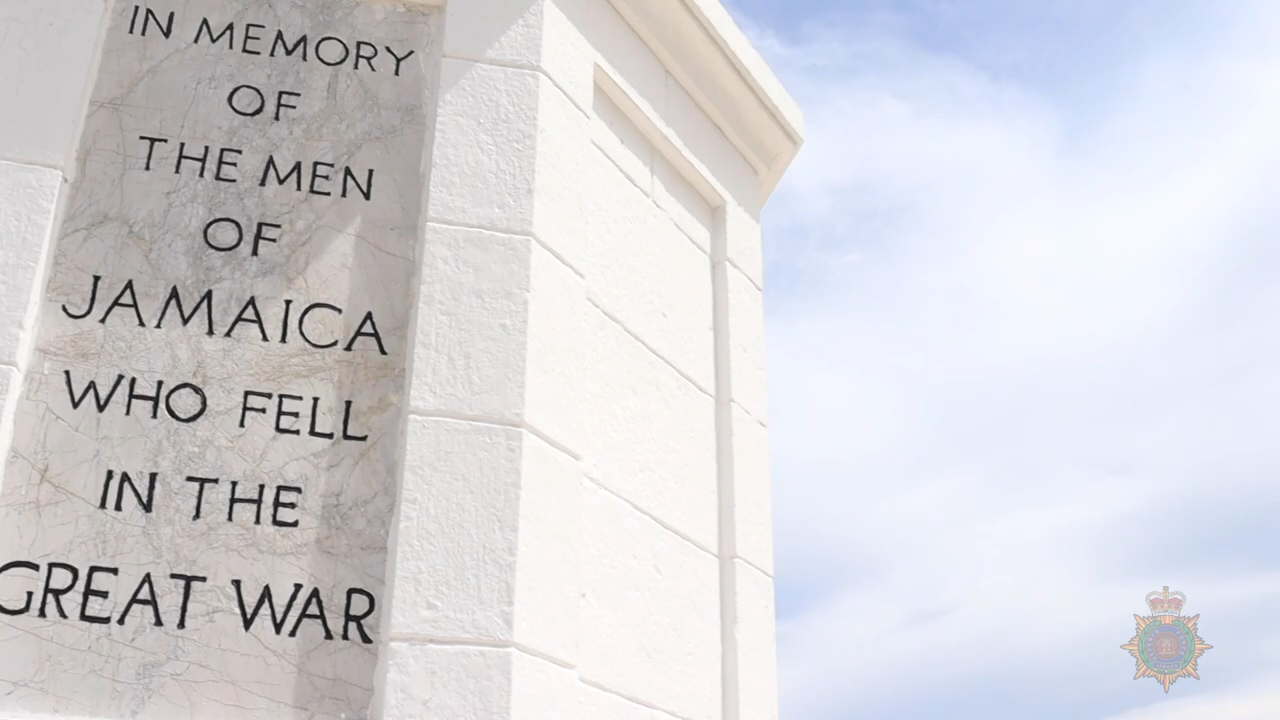 IN MEMORY
OF
THE MEN
OF
JAMAICA
WHO FELL
IN THE
GREAT WAR